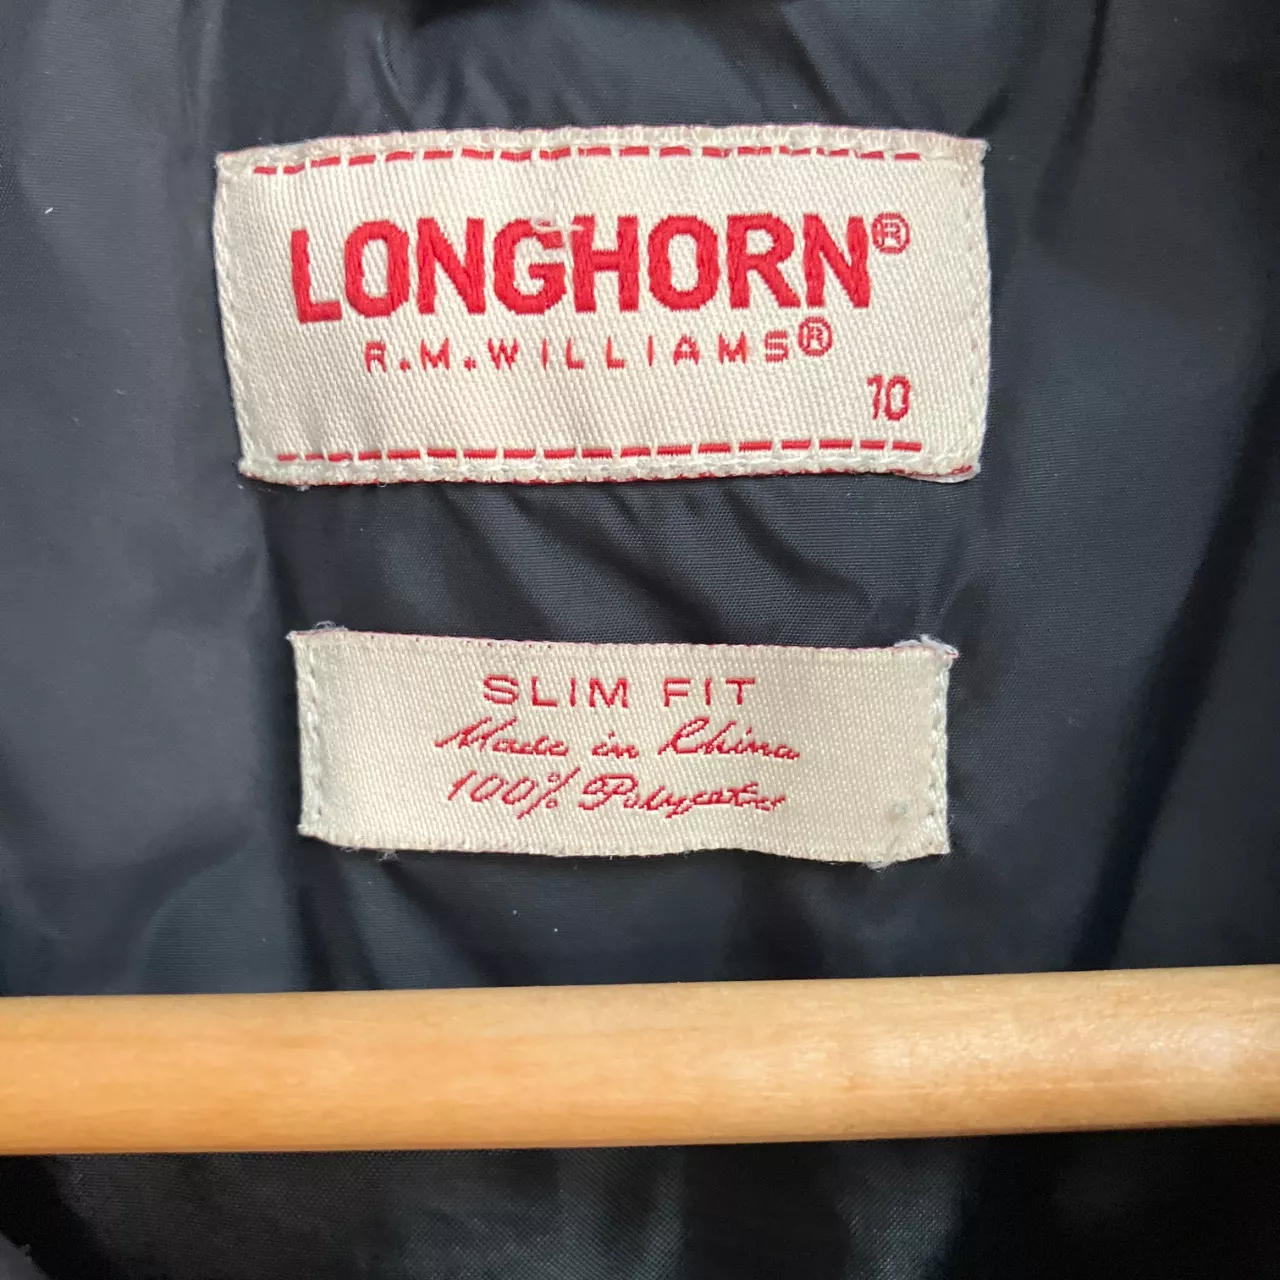 LONGHORN®
R.M.WILLIAMS®
10
SLIM FIT
Made in China
100% Polyester